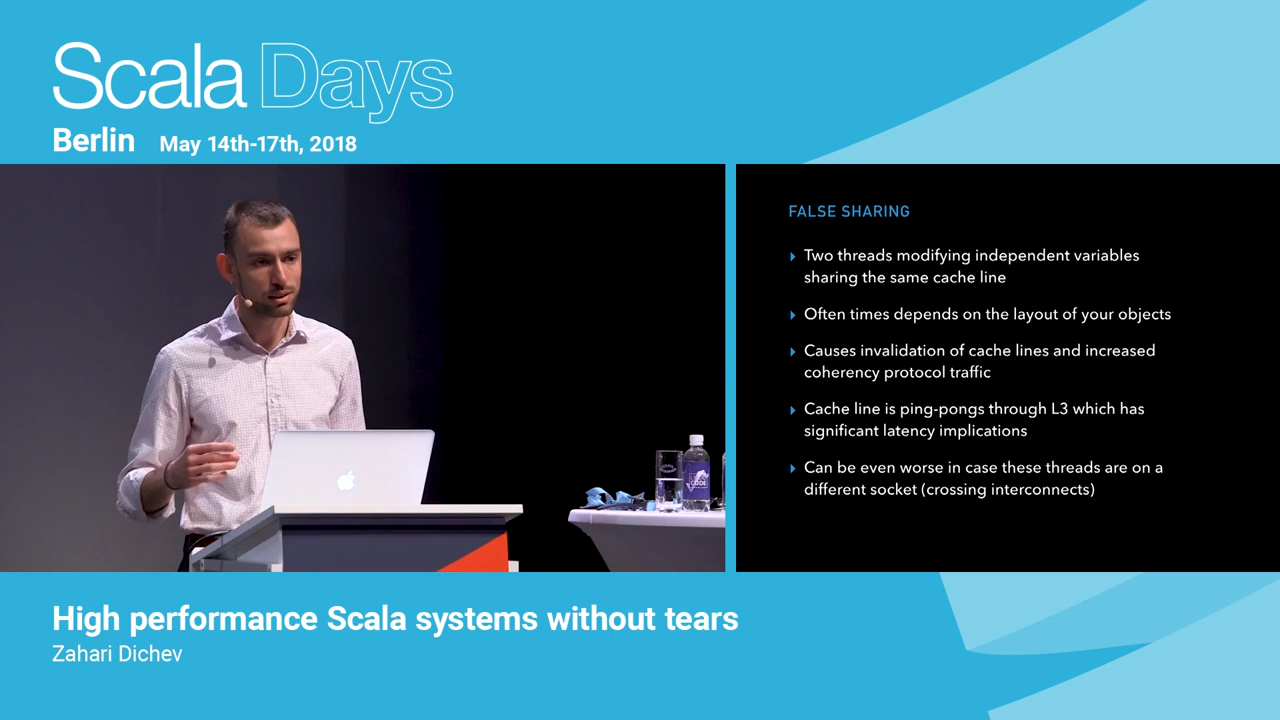 Scala Days
Berlin May 14th-17th, 2018
FALSE SHARING
Two threads modifying independent variables
sharing the same cache line
Often times depends on the layout of your objects
Causes invalidation of cache lines and increased
coherency protocol traffic
Cache line is ping-pongs through L3 which has
significant latency implications
Can be even worse in case these threads are on a
different socket (crossing interconnects)
CODE
High performance Scala systems without tears
Zahari Dichev